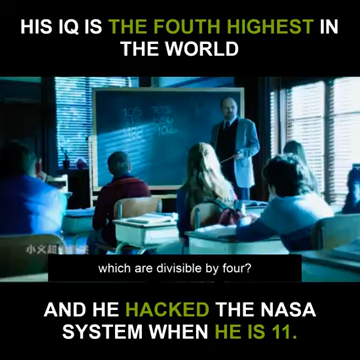 HIS IQ IS THE FOUTH HIGHEST IN
THE WORLD
which are divisible by four?
AND HE HACKED THE NASA
SYSTEM WHEN HE IS 11.